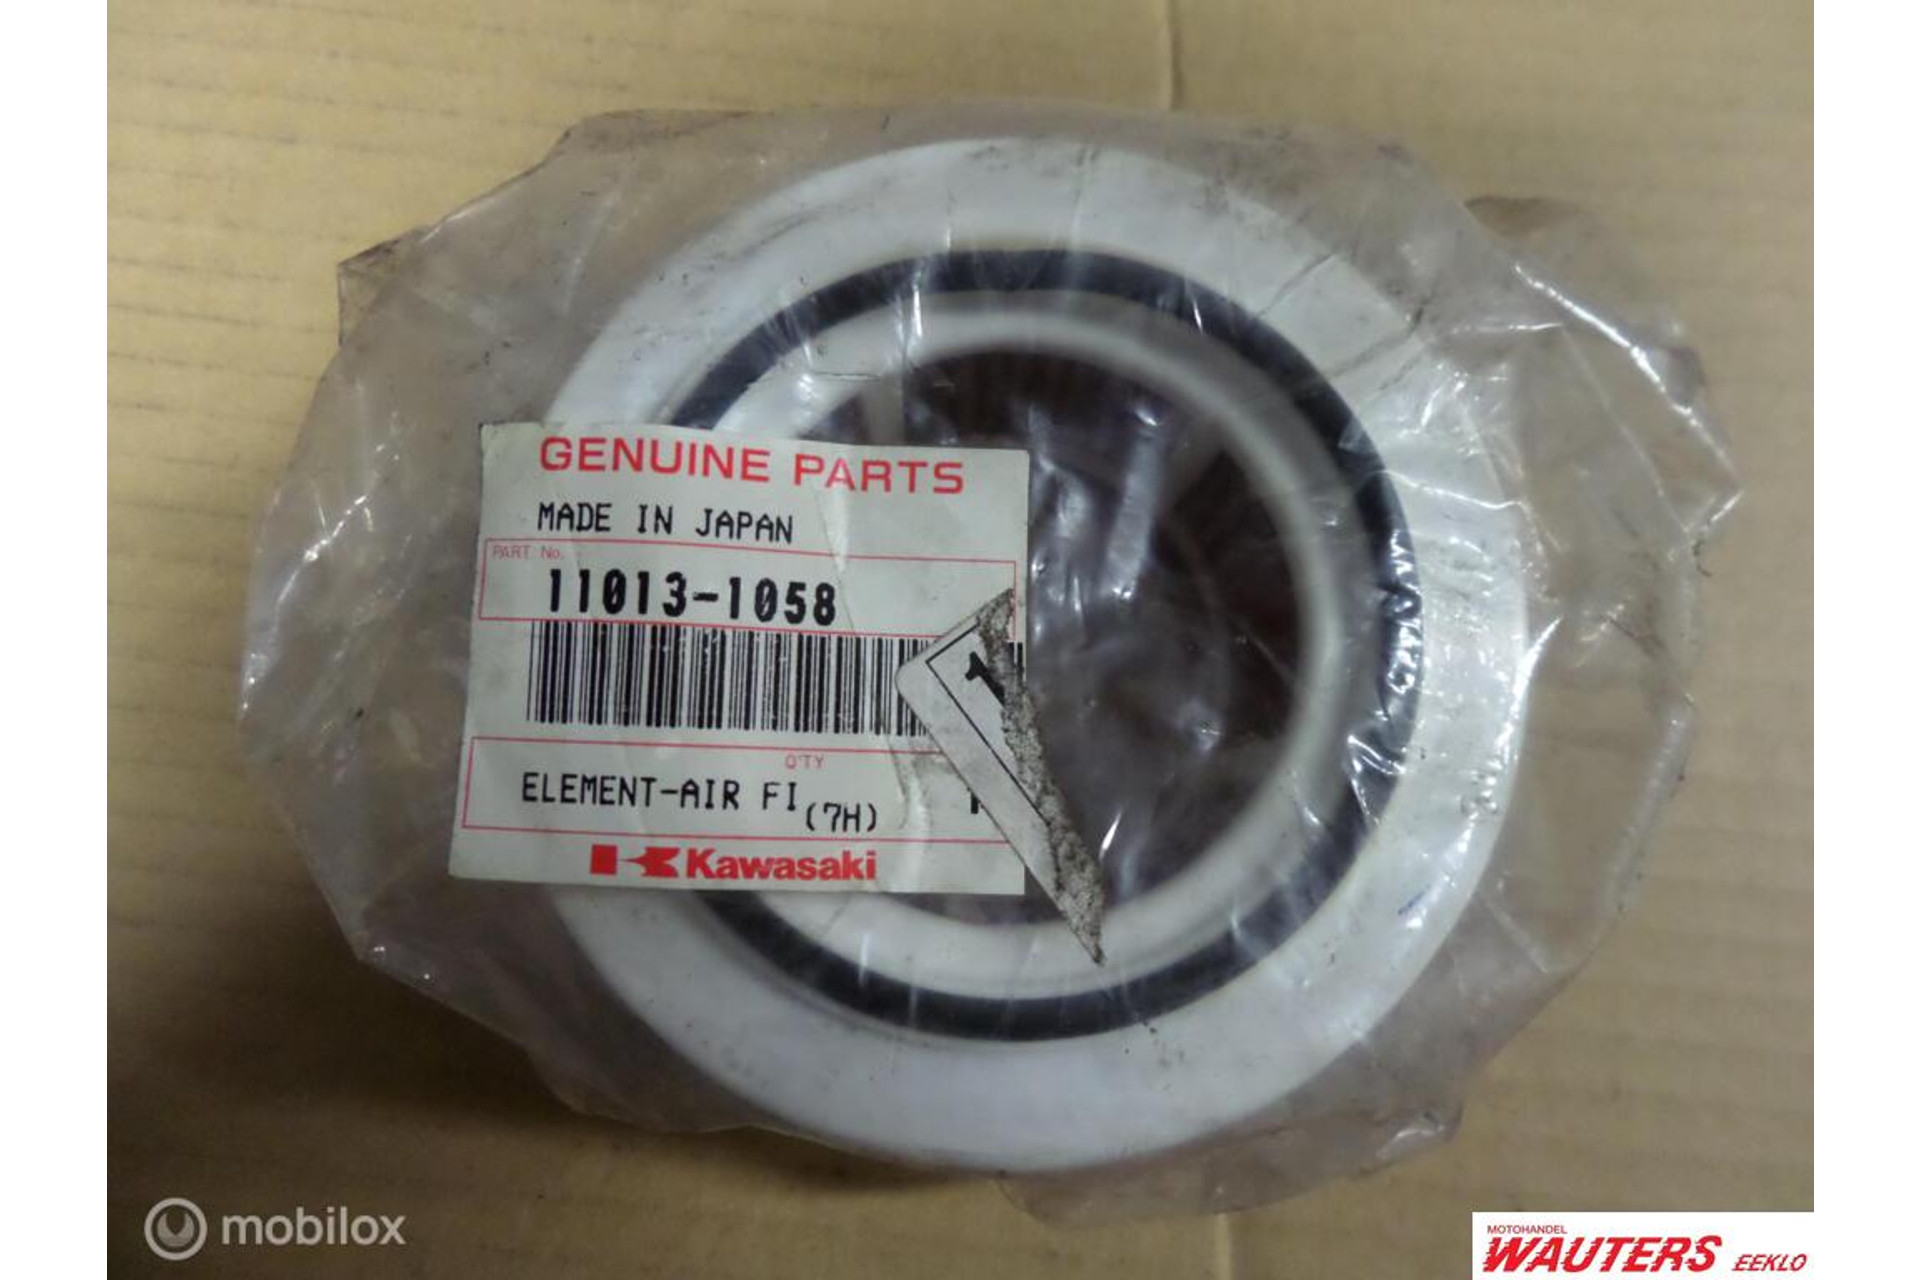 GENUINE PARTS
MADE IN JAPAN
PART No.
11013-1058
Q'TY
ELEMENT-AIR FI (7H)
Kawasaki
mobilox
MOTOHANDEL
WAUTERS EEKLO